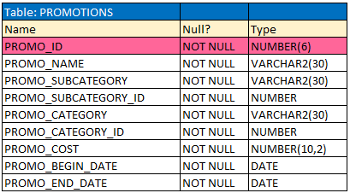 Table: PROMOTIONS
Name Null? Type
PROMO_ID NOT NULL NUMBER(6)
PROMO_NAME NOT NULL VARCHAR2(30)
PROMO_SUBCATEGORY NOT NULL VARCHAR2(30)
PROMO_SUBCATEGORY_ID NOT NULL NUMBER
PROMO_CATEGORY NOT NULL VARCHAR2(30)
PROMO_CATEGORY_ID NOT NULL NUMBER
PROMO_COST NOT NULL NUMBER(10,2)
PROMO_BEGIN_DATE NOT NULL DATE
PROMO_END_DATE NOT NULL DATE